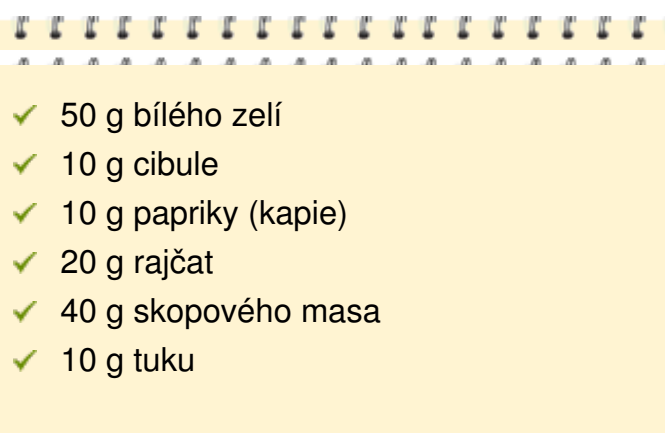 50 g bílého zelí
10 g cibule
10 g papriky (kapie)
20 g rajčat
40 g skopového masa
10 g tuku